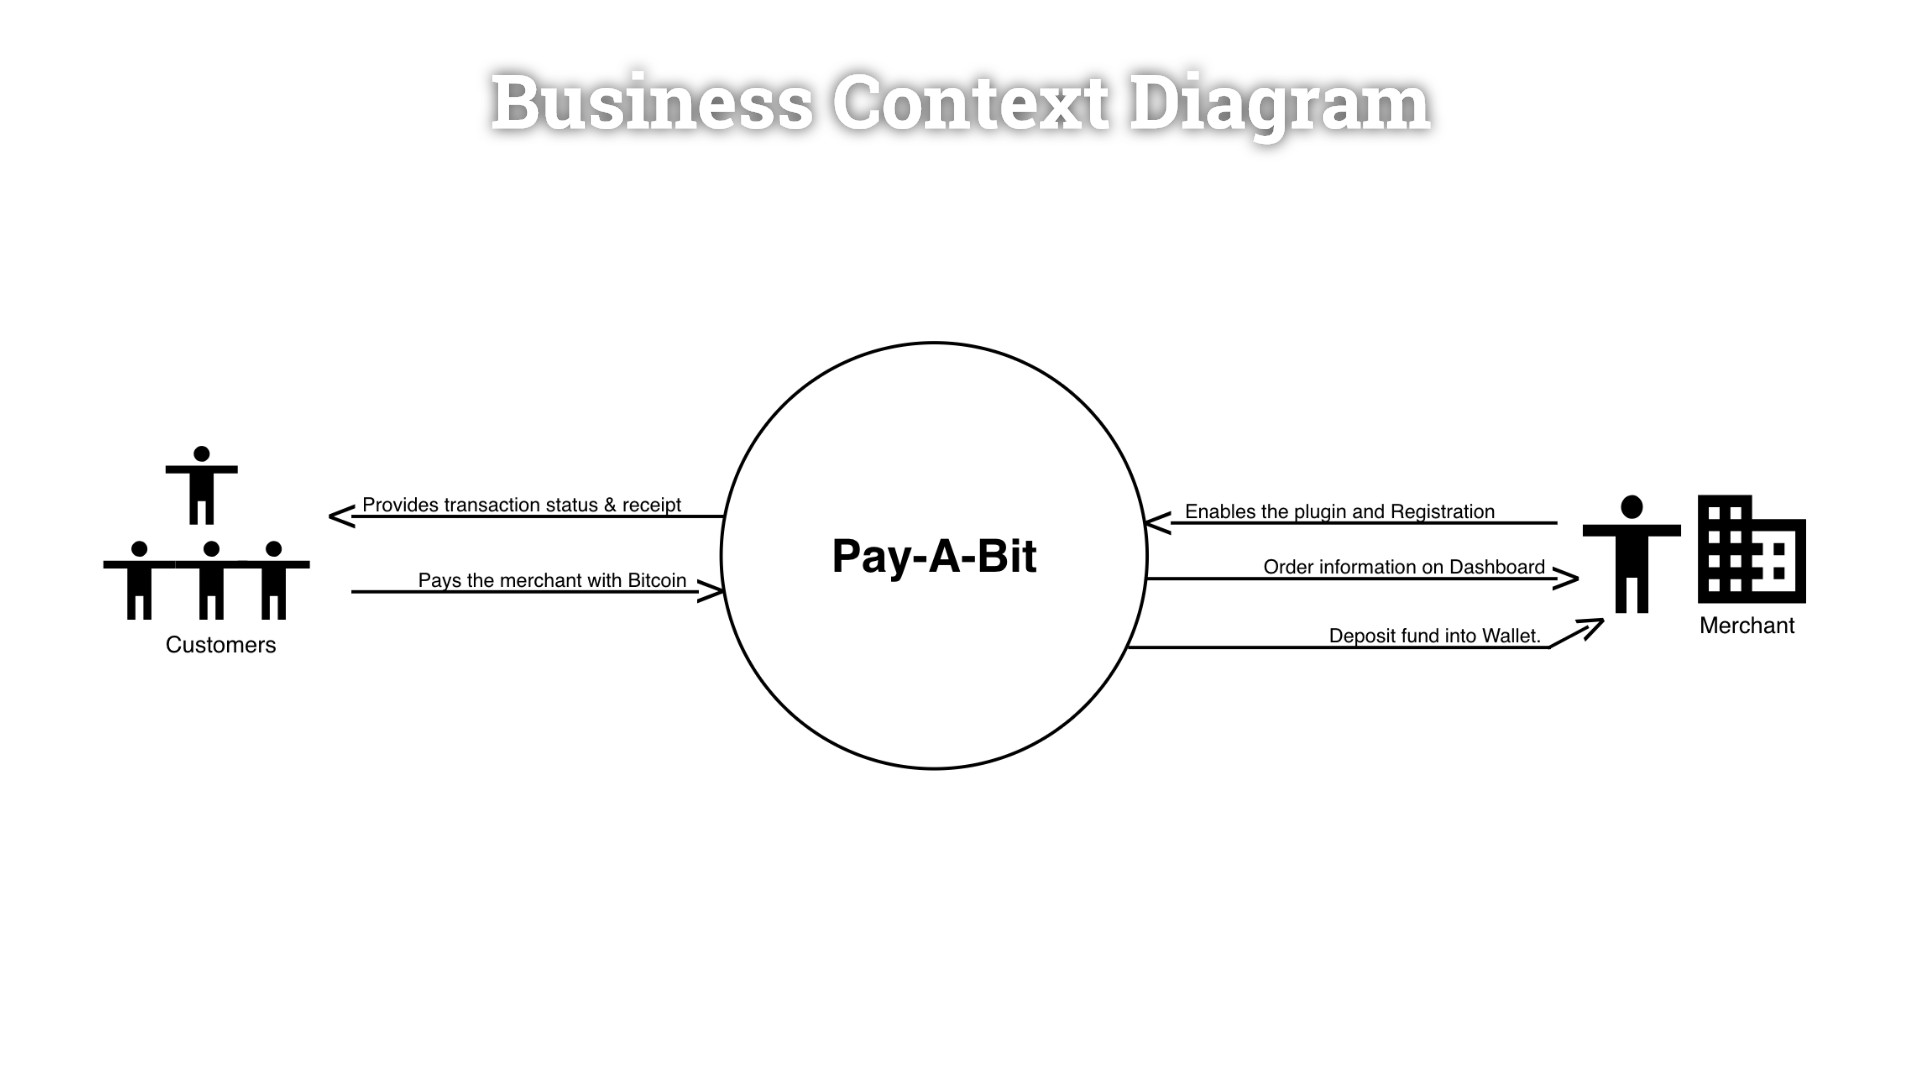 Business Context Diagram
Provides transaction status & receipt
Pays the merchant with Bitcoin
Customers
Pay-A-Bit
Enables the plugin and Registration
Order information on Dashboard
Deposit fund into Wallet.
Merchant